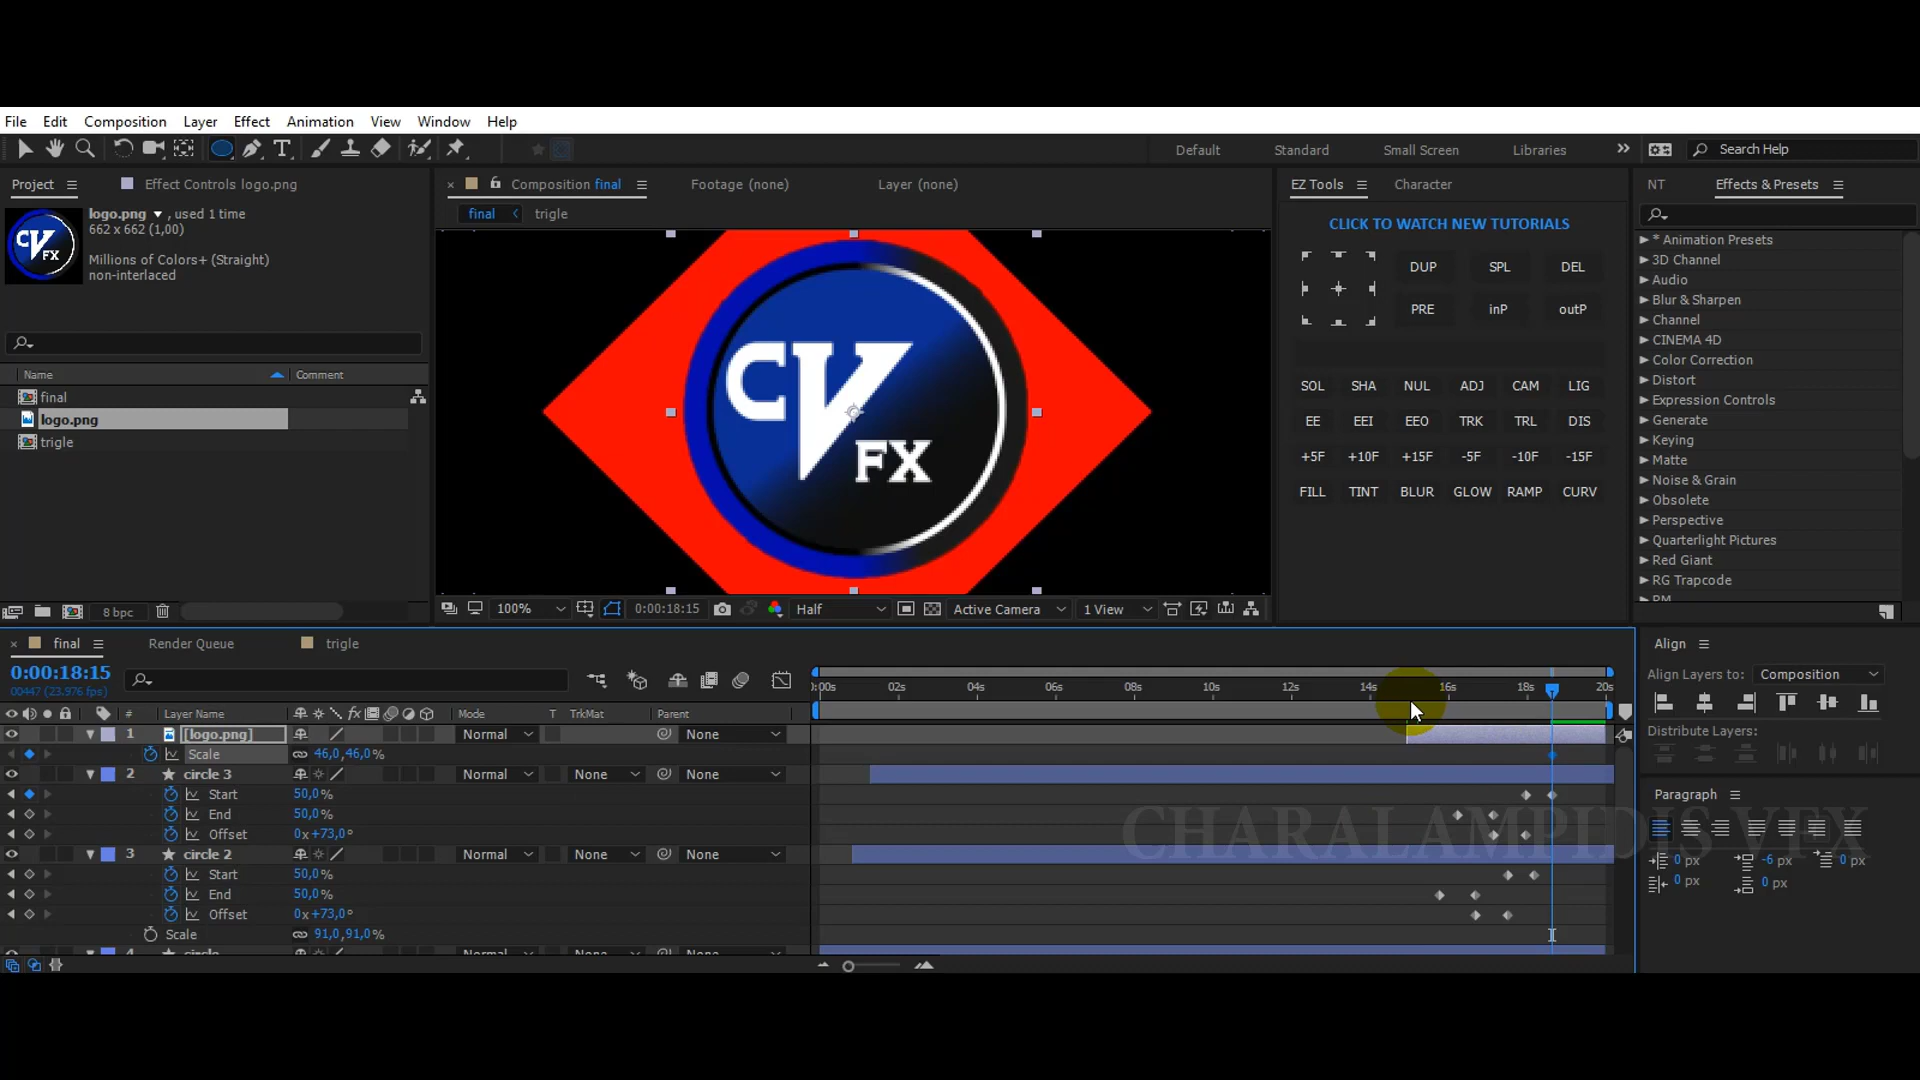 File Edit Composition Layer Effect Animation View Window Help
Default Standard Small Screen Libraries Search Help
Project Effect Controls logo.png
Composition final Footage (none) Layer (none)
EZ Tools Character
NT Effects & Presets
logo.png , used 1 time
662 x 662 (1,00)
Millions of Colors+ (Straight)
non-interlaced
CV
FX
Name Comment
final
logo.png
trigle
8 bpc
final trigle
CV
FX
100% 0:00:18:15 Half Active Camera 1 View
CLICK TO WATCH NEW TUTORIALS
DUP SPL DEL
PRE inP outP
SOL SHA NUL ADJ CAM LIG
EE EEI EEO TRK TRL DIS
+5F +10F +15F -5F -10F -15F
FILL TINT BLUR GLOW RAMP CURV
* Animation Presets
3D Channel
Audio
Blur & Sharpen
Channel
CINEMA 4D
Color Correction
Distort
Expression Controls
Generate
Keying
Matte
Noise & Grain
Obsolete
Perspective
Quarterlight Pictures
Red Giant
RG Trapcode
final Render Queue trigle
0:00:18:15
00447 (23.976 fps)
:00s 02s 04s 06s 08s 10s 12s 14s 16s 18s 20s
# Layer Name fx Mode T TrkMat Parent
1 [logo.png] Normal None
Scale 46,0,46,0%
2 circle 3 Normal None None
Start 50,0%
End 50,0%
Offset 0x+73,0°
3 circle 2 Normal None None
Start 50,0%
End 50,0%
Offset 0x+73,0°
Scale 91,0,91,0%
4 circle
Align
Align Layers to: Composition
Distribute Layers:
Paragraph
0 px -6 px 0 px
0 px 0 px
CHARALAMPIDIS VFX